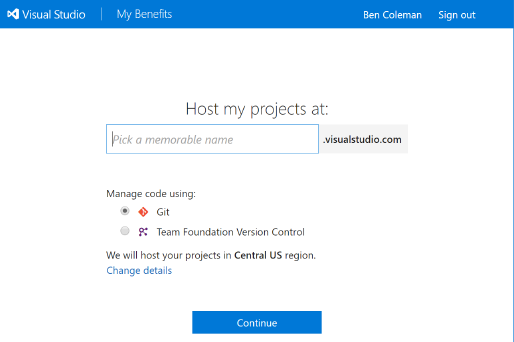 Visual Studio | My Benefits Ben Coleman Sign out
Host my projects at:
Pick a memorable name .visualstudio.com
Manage code using:
Git
Team Foundation Version Control
We will host your projects in Central US region.
Change details
Continue